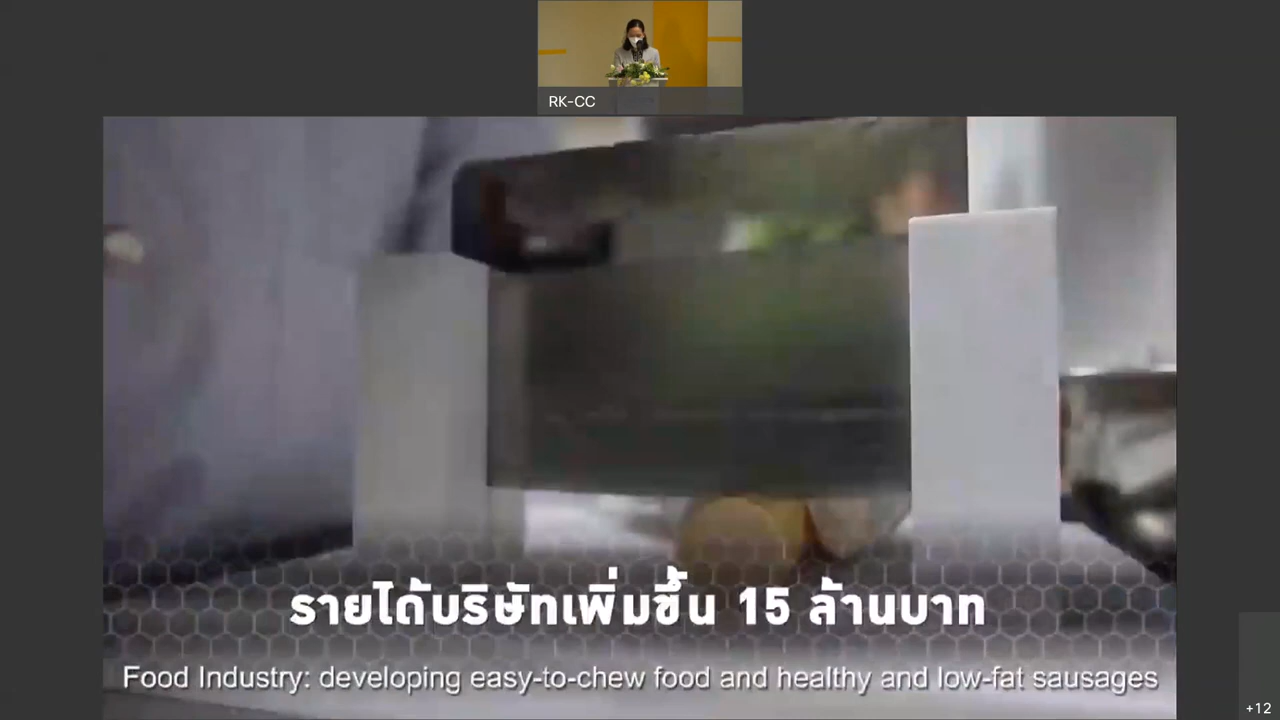 RK-CC
รายได้บริษัทเพิ่มขึ้น 15 ล้านบาท
Food Industry: developing easy-to-chew food and healthy and low-fat sausages
+12